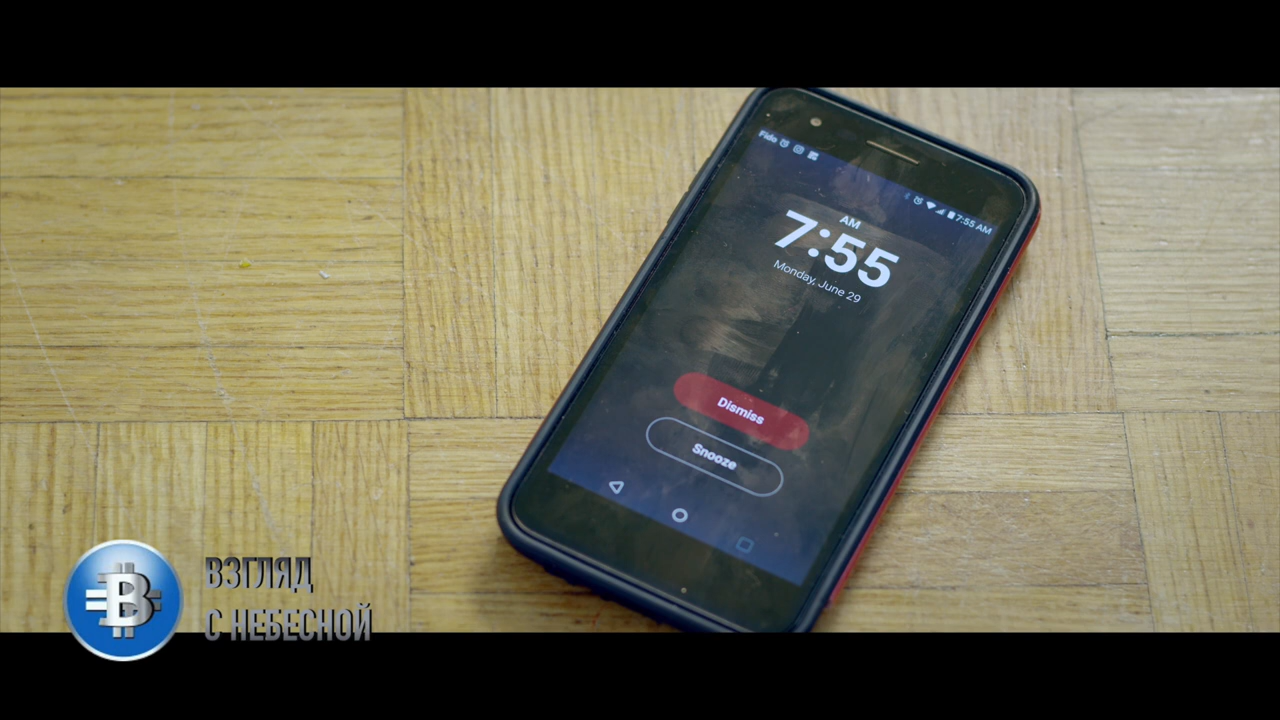 Fido
7:55 AM
AM
7:55
Monday, June 29
Dismiss
Snooze
ВЗГЛЯД
С НЕБЕСНОЙ